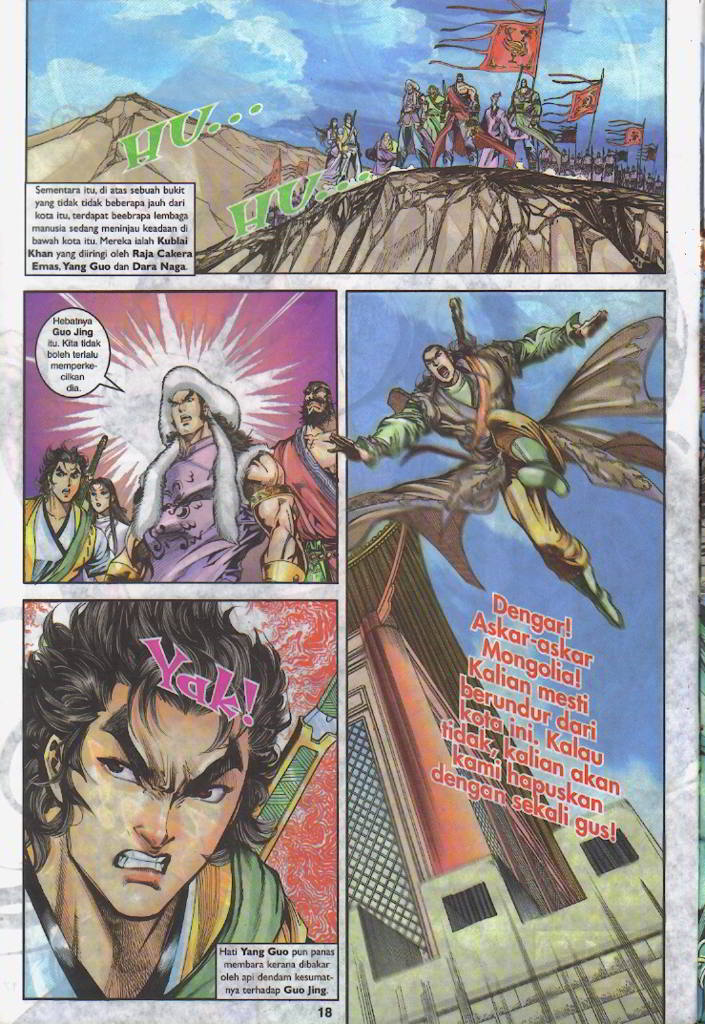 HU...
HU...
Sementara itu, di atas sebuah bukit
yang tidak tidak beberapa jauh dari
kota itu, terdapat beebrapa lembaga
manusia sedang meninjau keadaan di
bawah kota itu. Mereka ialah Kublai
Khan yang diiringi oleh Raja Cakera
Emas, Yang Guo dan Dara Naga.
Hebatnya
Guo Jing
itu. Kita tidak
boleh terlalu
memperke-
cilkan
dia.
Dengar!
Askar-askar
Mongolia!
Kalian mesti
berundur dari
kota ini. Kalau
tidak, kalian akan
kami hapuskan
dengan sekali gus!
Yak!
Hati Yang Guo pun panas
membara kerana dibakar
oleh api dendam kesumat-
nya terhadap Guo Jing.
18